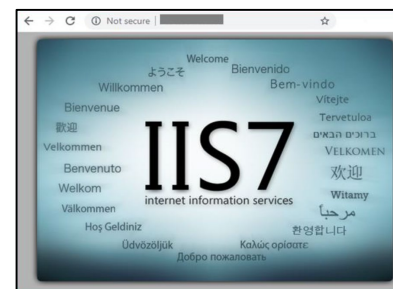 Not secure
Welcome
ようこそ
Bienvenido
Willkommen
Bem-vindo
Bienvenue
Vítejte
歡迎
Tervetuloa
ברוכים הבאים
Velkommen
VELKOMEN
IIS7
internet information services
Benvenuto
欢迎
Welkom
Witamy
Välkommen
مرحباً
Hoş Geldiniz
환영합니다
Üdvözöljük
Καλώς ορίσατε
Добро пожаловать